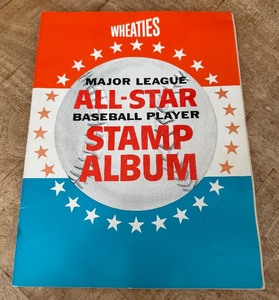 WHEATIES
MAJOR LEAGUE
ALL-STAR
BASEBALL PLAYER
STAMP
ALBUM